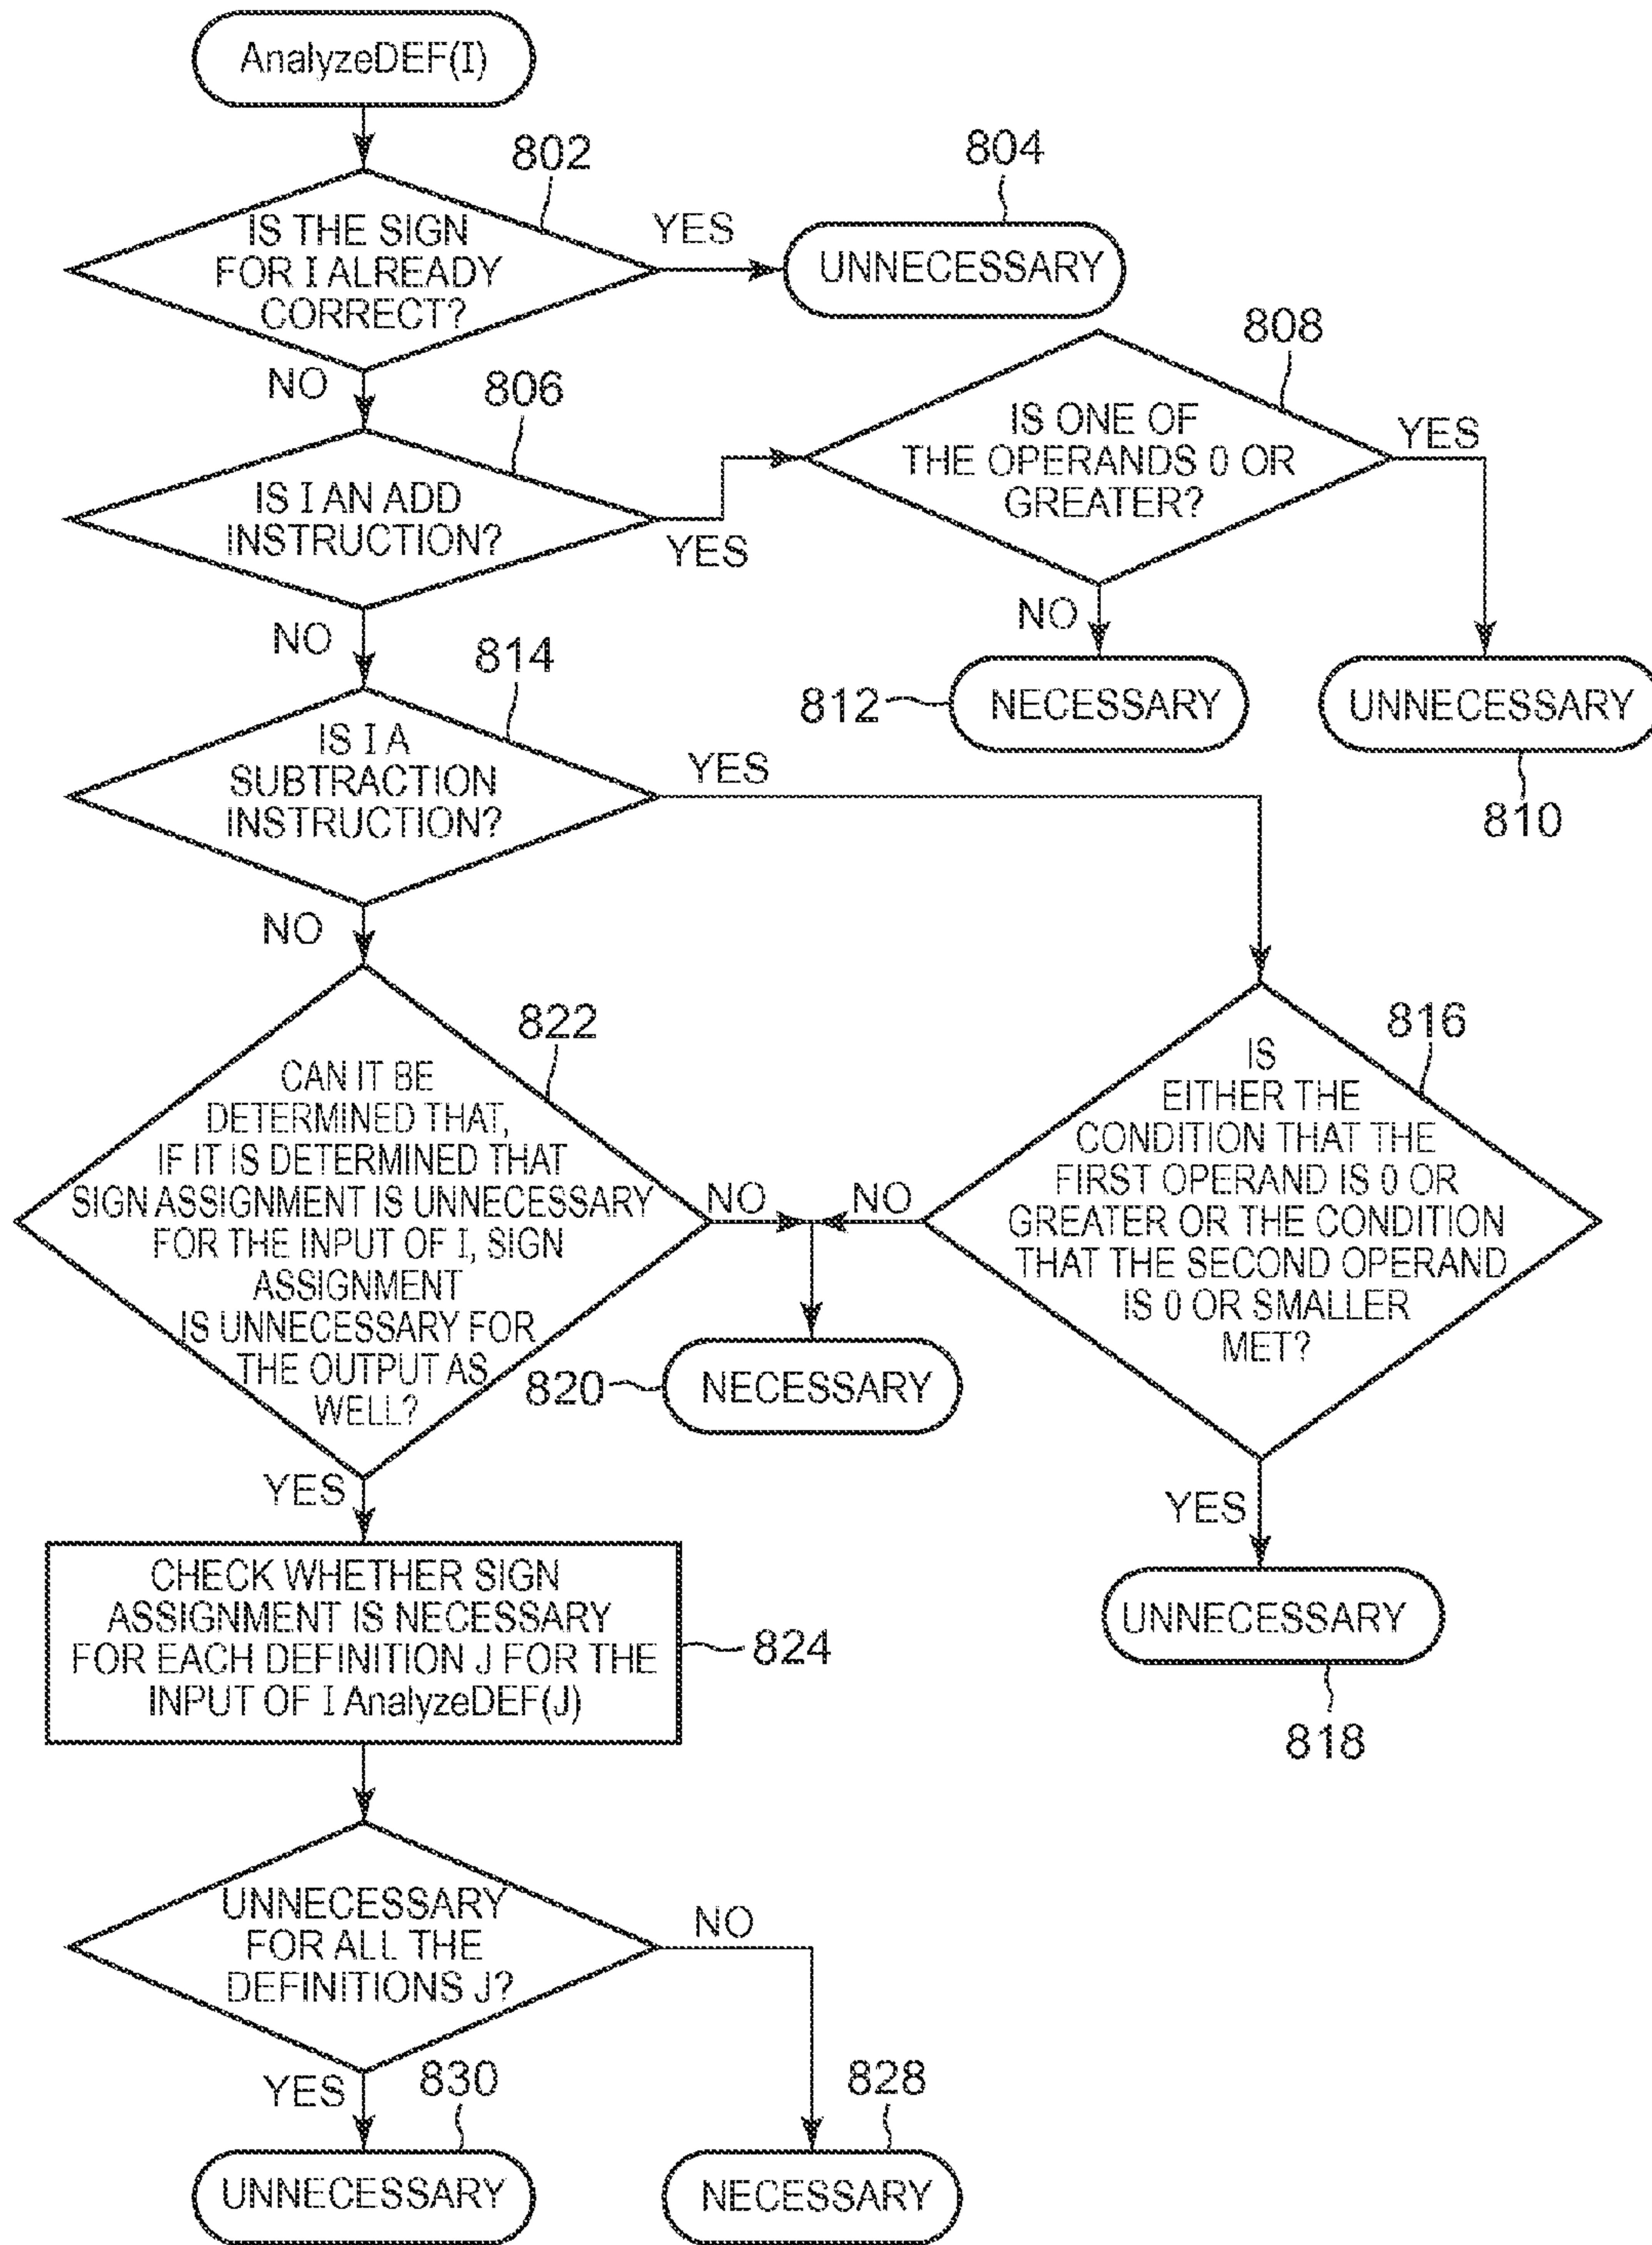 AnalyzeDEF(I)
802
IS THE SIGN
FOR I ALREADY
CORRECT?
YES
804
UNNECESSARY
NO
806
IS I AN ADD
INSTRUCTION?
YES
808
IS ONE OF
THE OPERANDS 0 OR
GREATER?
YES
NO
812
NECESSARY
UNNECESSARY
810
NO
814
IS I A
SUBTRACTION
INSTRUCTION?
YES
NO
822
CAN IT BE
DETERMINED THAT,
IF IT IS DETERMINED THAT
SIGN ASSIGNMENT IS UNNECESSARY
FOR THE INPUT OF I, SIGN
ASSIGNMENT
IS UNNECESSARY FOR
THE OUTPUT AS
WELL?
NO
NO
816
IS
EITHER THE
CONDITION THAT THE
FIRST OPERAND IS 0 OR
GREATER OR THE CONDITION
THAT THE SECOND OPERAND
IS 0 OR SMALLER
MET?
820
NECESSARY
YES
YES
UNNECESSARY
818
CHECK WHETHER SIGN
ASSIGNMENT IS NECESSARY
FOR EACH DEFINITION J FOR THE
INPUT OF I AnalyzeDEF(J)
824
UNNECESSARY
FOR ALL THE
DEFINITIONS J?
NO
YES
830
UNNECESSARY
828
NECESSARY